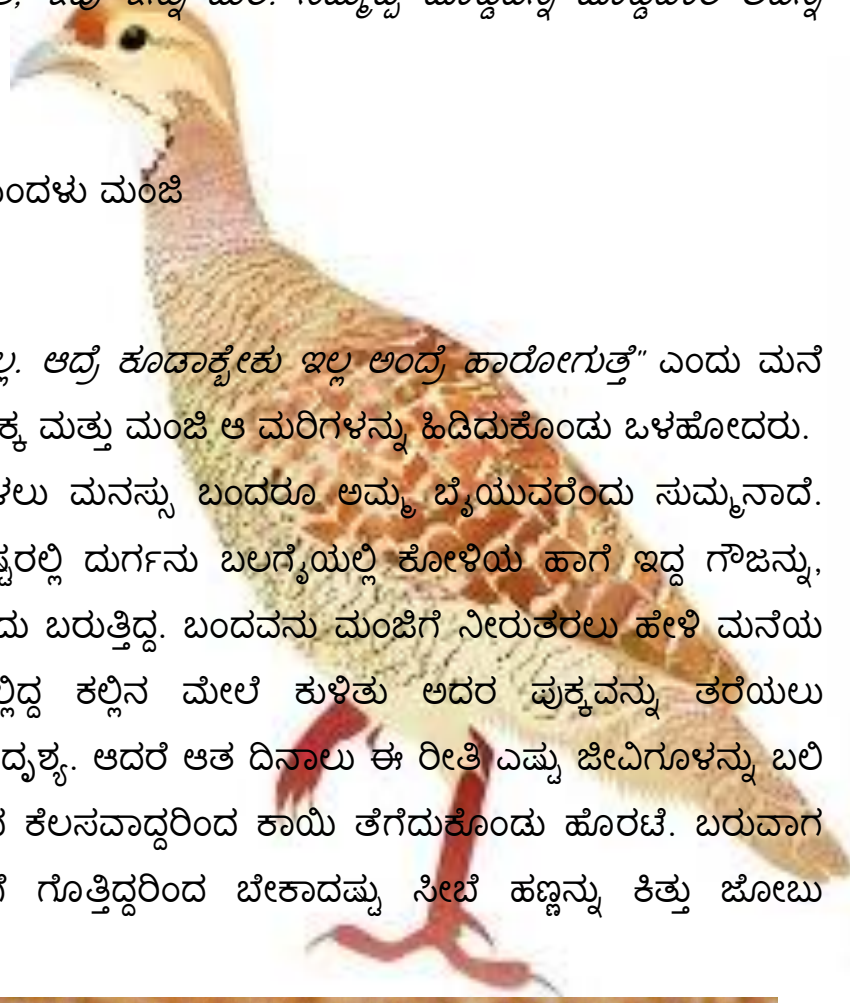 ಂದಳು ಮಂಜಿ
ಲ್ಲ. ಆದ್ರೆ ಕೂಡಾಕ್ಬೇಕು ಇಲ್ಲ ಅಂದ್ರೆ ಹಾರೋಗುತ್ತೆ" ಎಂದು ಮನೆ
ಕ್ಕ ಮತ್ತು ಮಂಜಿ ಆ ಮರಿಗಳನ್ನು ಹಿಡಿದುಕೊಂಡು ಒಳಹೋದರು.
ಳಲು ಮನಸ್ಸು ಬಂದರೂ ಅಮ್ಮ ಬೈಯುವರೆಂದು ಸುಮ್ಮನಾದೆ.
ಷ್ಟರಲ್ಲಿ ದುರ್ಗನು ಬಲಗೈಯಲ್ಲಿ ಕೋಳಿಯ ಹಾಗೆ ಇದ್ದ ಗೌಜನ್ನು,
ದು ಬರುತ್ತಿದ್ದ. ಬಂದವನು ಮಂಜಿಗೆ ನೀರುತರಲು ಹೇಳಿ ಮನೆಯ
ಲ್ಲಿದ್ದ ಕಲ್ಲಿನ ಮೇಲೆ ಕುಳಿತು ಅದರ ಪುಕ್ಕವನ್ನು ತರೆಯಲು
ದೃಶ್ಯ. ಆದರೆ ಆತ ದಿನಾಲು ಈ ರೀತಿ ಎಷ್ಟು ಜೀವಿಗೂಳನ್ನು ಬಲಿ
ಕೆಲಸವಾದ್ದರಿಂದ ಕಾಯಿ ತೆಗೆದುಕೊಂಡು ಹೊರಟೆ. ಬರುವಾಗ
ಗೊತ್ತಿದ್ದರಿಂದ ಬೇಕಾದಷ್ಟು ಸೀಬೆ ಹಣ್ಣನ್ನು ಕಿತ್ತು ಜೋಬು